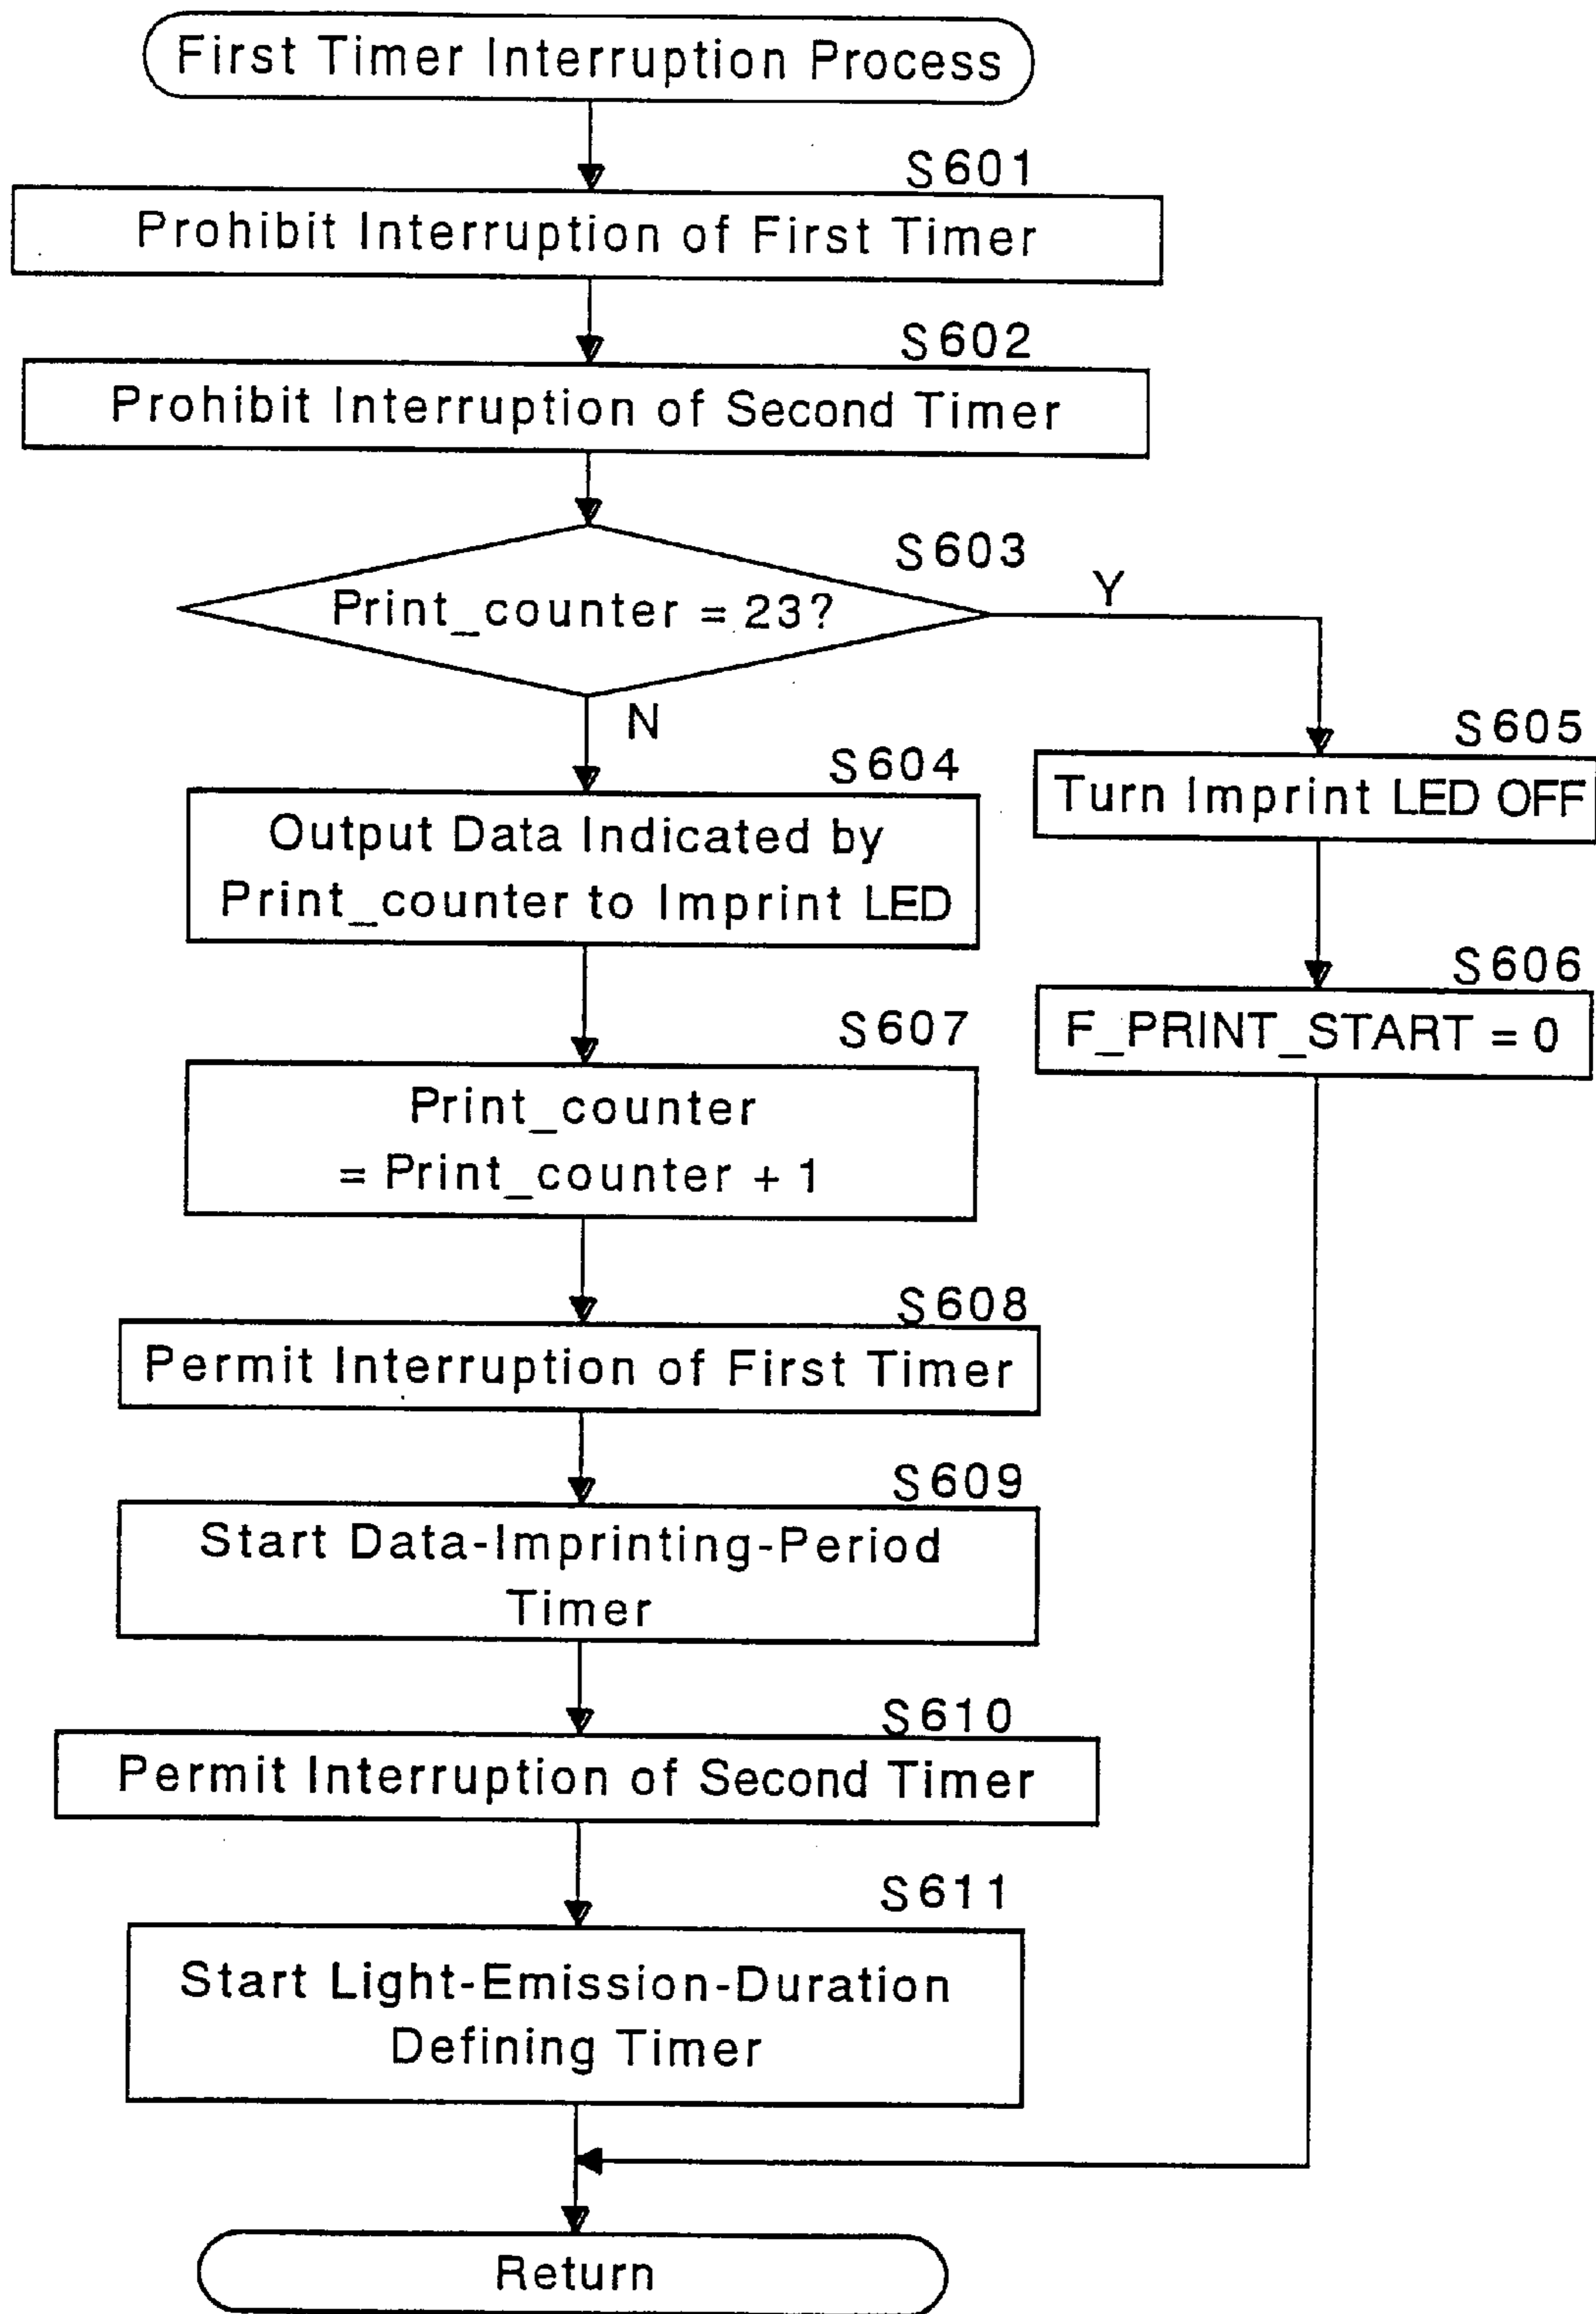 First Timer Interruption Process
S601
Prohibit Interruption of First Timer
S602
Prohibit Interruption of Second Timer
S603
Print_counter = 23?
Y
N
S604
Output Data Indicated by
Print_counter to Imprint LED
S605
Turn Imprint LED OFF
S606
F_PRINT_START = 0
S607
Print_counter
= Print_counter + 1
S608
Permit Interruption of First Timer
S609
Start Data-Imprinting-Period
Timer
S610
Permit Interruption of Second Timer
S611
Start Light-Emission-Duration
Defining Timer
Return